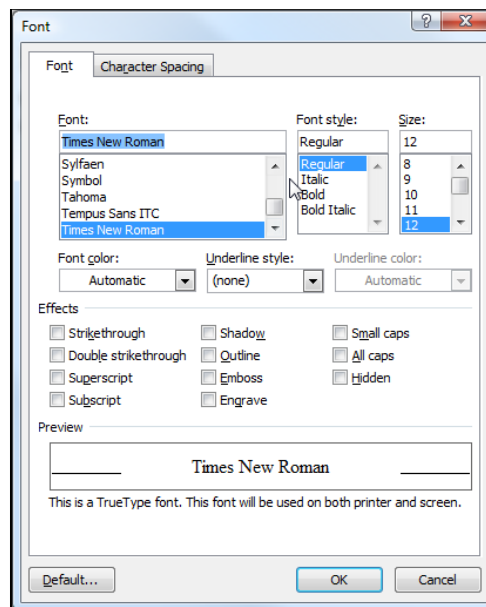 Font
? X
Font Character Spacing
Font: Font style: Size:
Times New Roman Regular 12
Sylfaen Regular 8
Symbol Italic 9
Tahoma Bold 10
Tempus Sans ITC Bold Italic 11
Times New Roman 12
Font color: Underline style: Underline color:
Automatic (none) Automatic
Effects
Strikethrough Shadow Small caps
Double strikethrough Outline All caps
Superscript Emboss Hidden
Subscript Engrave
Preview
Times New Roman
This is a TrueType font. This font will be used on both printer and screen.
Default... OK Cancel